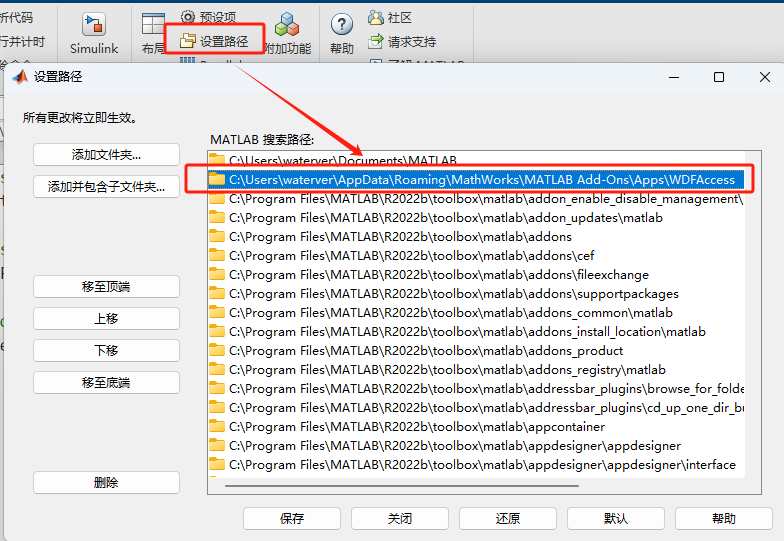 析代码
预设项
社区
行并计时
Simulink
布局
设置路径
附加功能
帮助
请求支持
设置路径
所有更改将立即生效。
MATLAB 搜索路径:
添加文件夹...
添加并包含子文件夹...
移至顶端
上移
下移
移至底端
删除
C:\Users\waterver\Documents\MATLAB
C:\Users\waterver\AppData\Roaming\MathWorks\MATLAB Add-Ons\Apps\WDFAccess
C:\Program Files\MATLAB\R2022b\toolbox\matlab\addon_enable_disable_management\
C:\Program Files\MATLAB\R2022b\toolbox\matlab\addon_updates\matlab
C:\Program Files\MATLAB\R2022b\toolbox\matlab\addons
C:\Program Files\MATLAB\R2022b\toolbox\matlab\addons\cef
C:\Program Files\MATLAB\R2022b\toolbox\matlab\addons\fileexchange
C:\Program Files\MATLAB\R2022b\toolbox\matlab\addons\supportpackages
C:\Program Files\MATLAB\R2022b\toolbox\matlab\addons_common\matlab
C:\Program Files\MATLAB\R2022b\toolbox\matlab\addons_install_location\matlab
C:\Program Files\MATLAB\R2022b\toolbox\matlab\addons_product
C:\Program Files\MATLAB\R2022b\toolbox\matlab\addons_registry\matlab
C:\Program Files\MATLAB\R2022b\toolbox\matlab\addressbar_plugins\browse_for_folde
C:\Program Files\MATLAB\R2022b\toolbox\matlab\addressbar_plugins\cd_up_one_dir_bu
C:\Program Files\MATLAB\R2022b\toolbox\matlab\appcontainer
C:\Program Files\MATLAB\R2022b\toolbox\matlab\appdesigner\appdesigner
C:\Program Files\MATLAB\R2022b\toolbox\matlab\appdesigner\appdesigner\interface
保存
关闭
还原
默认
帮助